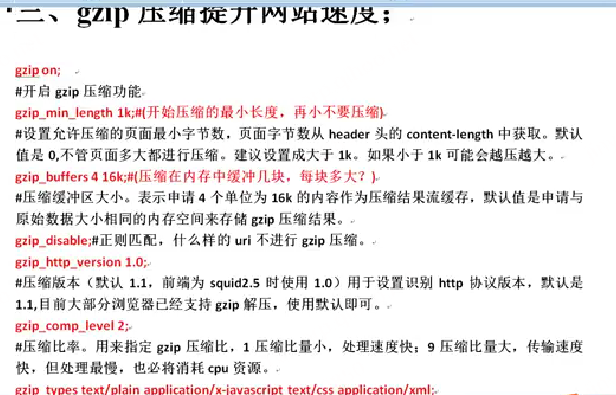 三、gzip 压缩提升网站速度；
gzip on;
#开启 gzip 压缩功能
gzip_min_length 1k;#(开始压缩的最小长度，再小不要压缩)
#设置允许压缩的页面最小字节数，页面字节数从 header 头的 content-length 中获取。默认
值是 0,不管页面多大都进行压缩。建议设置成大于 1k。如果小于 1k 可能会越压越大。
gzip_buffers 4 16k;#(压缩在内存中缓冲几块，每块多大？)
#压缩缓冲区大小。表示申请 4 个单位为 16k 的内容作为压缩结果流缓存，默认值是申请与
原始数据大小相同的内存空间来存储 gzip 压缩结果。
gzip_disable;#正则匹配，什么样的 uri 不进行 gzip 压缩。
gzip_http_version 1.0;
#压缩版本（默认 1.1，前端为 squid2.5 时使用 1.0）用于设置识别 http 协议版本，默认是
1.1,目前大部分浏览器已经支持 gzip 解压，使用默认即可。
gzip_comp_level 2;
#压缩比率。用来指定 gzip 压缩比，1 压缩比量小，处理速度快；9 压缩比量大，传输速度
快，但处理最慢，也必将消耗 cpu 资源。
gzip_types text/plain application/x-javascript text/css application/xml;